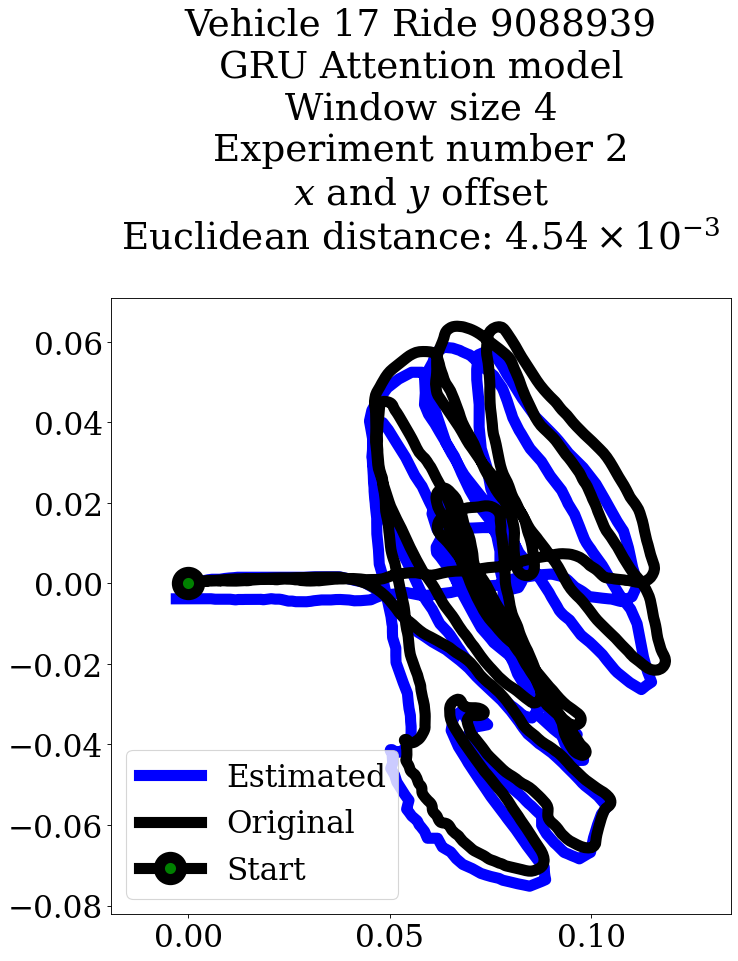 Vehicle 17 Ride 9088939
GRU Attention model
Window size 4
Experiment number 2
x and y offset
Euclidean distance: 4.54 × 10⁻³
0.06
0.04
0.02
0.00
−0.02
−0.04
−0.06
−0.08
Estimated
Original
Start
0.00 0.05 0.10